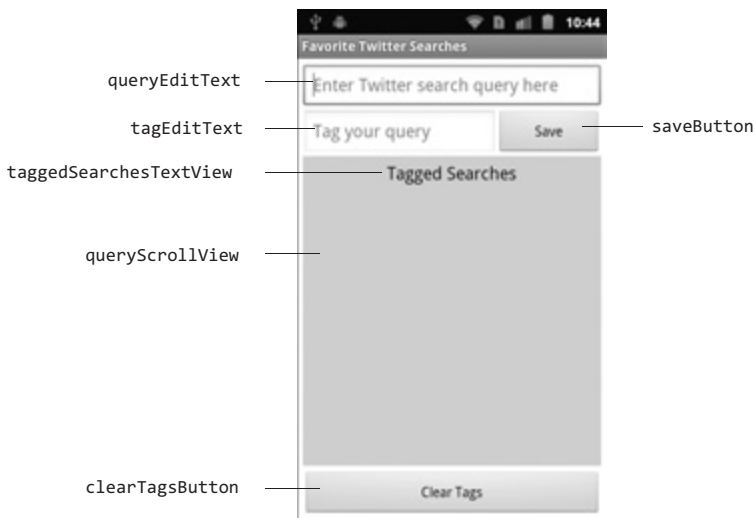 10:44
Favorite Twitter Searches
queryEditText
Enter Twitter search query here
tagEditText
Tag your query
Save
saveButton
taggedSearchesTextView
Tagged Searches
queryScrollView
clearTagsButton
Clear Tags